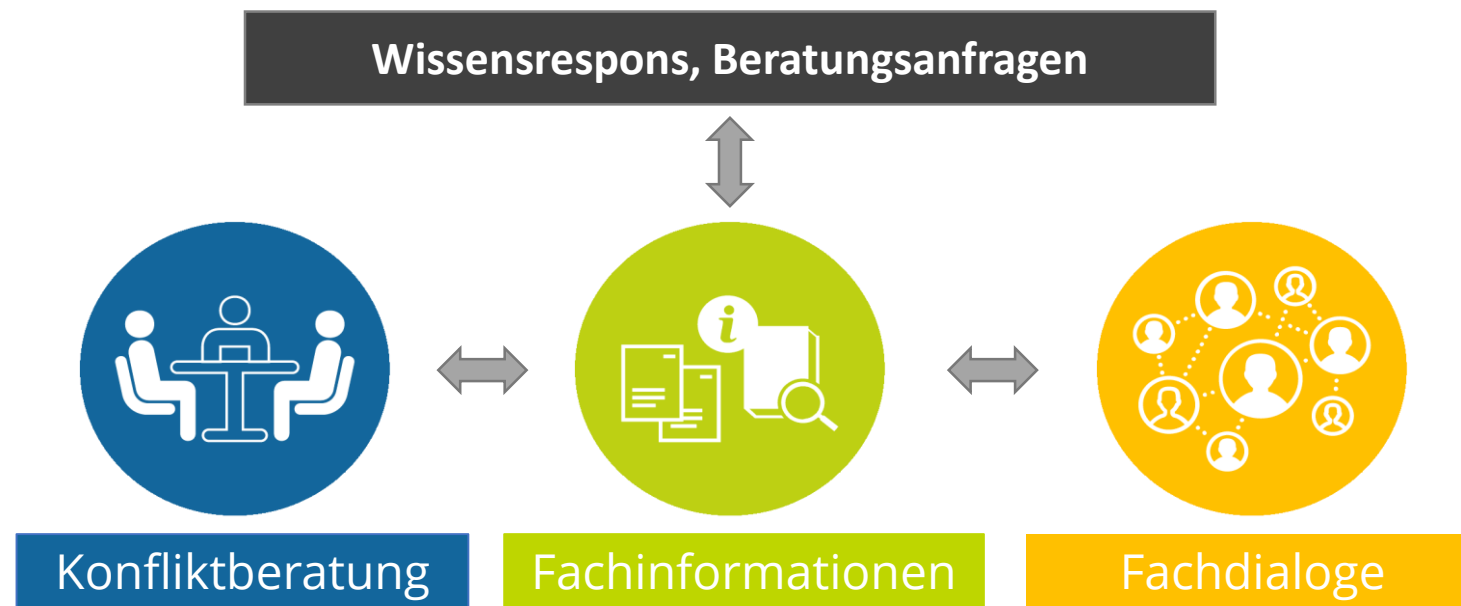 Wissensrespons, Beratungsanfragen
i
Konfliktberatung
Fachinformationen
Fachdialoge